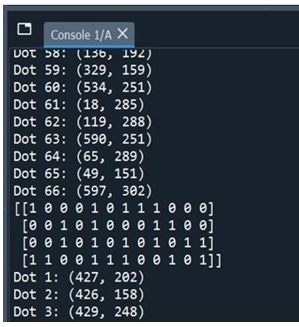 Console 1/A X
Dot 58: (136, 192)
Dot 59: (329, 159)
Dot 60: (534, 251)
Dot 61: (18, 285)
Dot 62: (119, 288)
Dot 63: (590, 251)
Dot 64: (65, 289)
Dot 65: (49, 151)
Dot 66: (597, 302)
[[1 0 0 0 1 0 1 1 1 0 0 0]
[0 0 1 0 1 0 0 0 1 1 0 0]
[0 0 1 0 1 0 1 0 1 0 1 1]
[1 1 0 0 1 1 1 0 0 1 0 1]]
Dot 1: (427, 202)
Dot 2: (426, 158)
Dot 3: (429, 248)